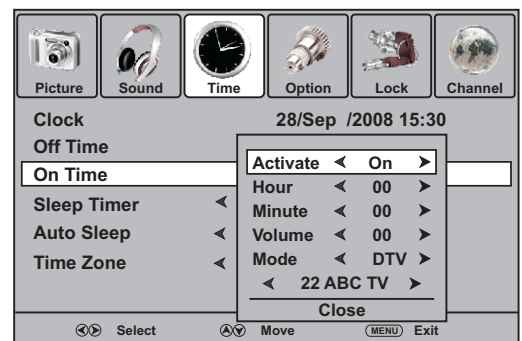 Picture Sound Time Option Lock Channel
Clock 28/Sep /2008 15:30
Off Time
On Time
Activate On
Hour 00
Sleep Timer
Minute 00
Auto Sleep
Volume 00
Time Zone
Mode DTV
22 ABC TV
Close
Select Move MENU Exit